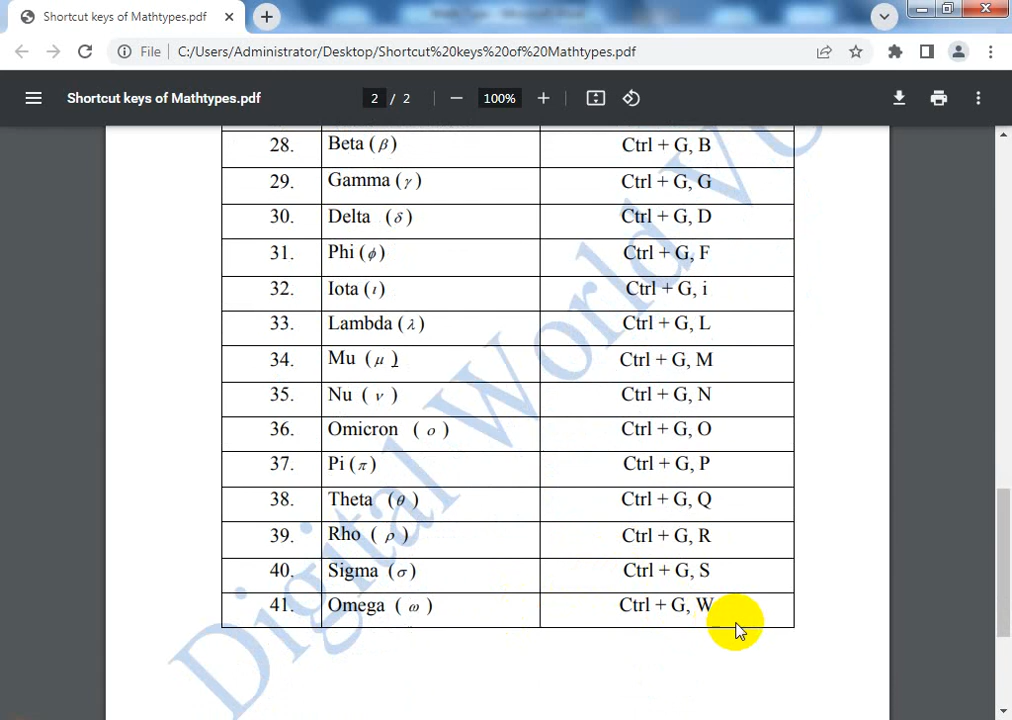 Shortcut keys of Mathtypes.pdf
File C:/Users/Administrator/Desktop/Shortcut%20keys%20of%20Mathtypes.pdf
Shortcut keys of Mathtypes.pdf 2 / 2 100%
28. Beta (β) Ctrl + G, B
29. Gamma (γ) Ctrl + G, G
30. Delta (δ) Ctrl + G, D
31. Phi (ϕ) Ctrl + G, F
32. Iota (ι) Ctrl + G, i
33. Lambda (λ) Ctrl + G, L
34. Mu (μ) Ctrl + G, M
35. Nu (ν) Ctrl + G, N
36. Omicron (ο) Ctrl + G, O
37. Pi (π) Ctrl + G, P
38. Theta (θ) Ctrl + G, Q
39. Rho (ρ) Ctrl + G, R
40. Sigma (σ) Ctrl + G, S
41. Omega (ω) Ctrl + G, W
Digital World V